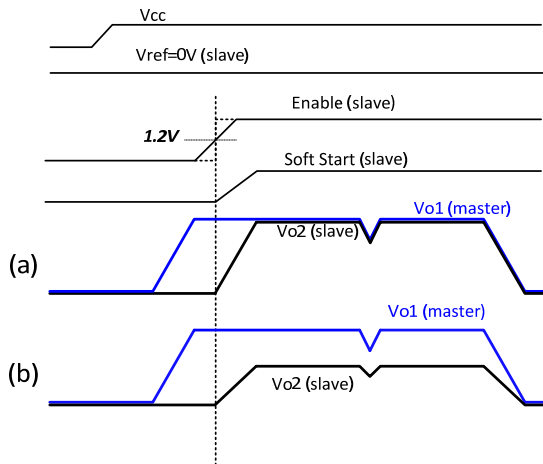 Vcc
Vref=0V (slave)
Enable (slave)
1.2V
Soft Start (slave)
Vo1 (master)
Vo2 (slave)
(a)
Vo1 (master)
(b)
Vo2 (slave)